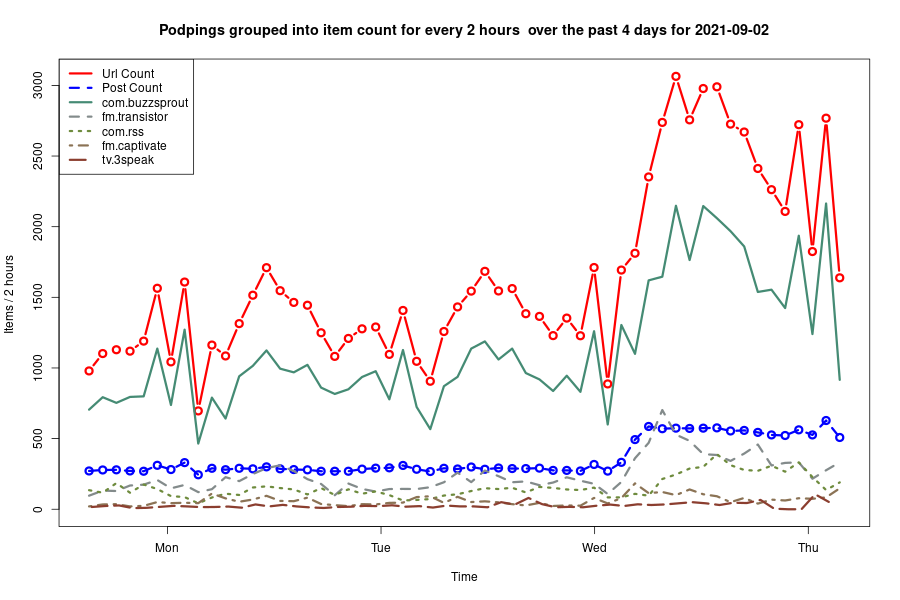 Podpings grouped into item count for every 2 hours  over the past 4 days for 2021-09-02
Url Count
Post Count
com.buzzsprout
fm.transistor
com.rss
fm.captivate
tv.3speak
Items / 2 hours
3000
2500
2000
1500
1000
500
0
Mon
Tue
Wed
Thu
Time